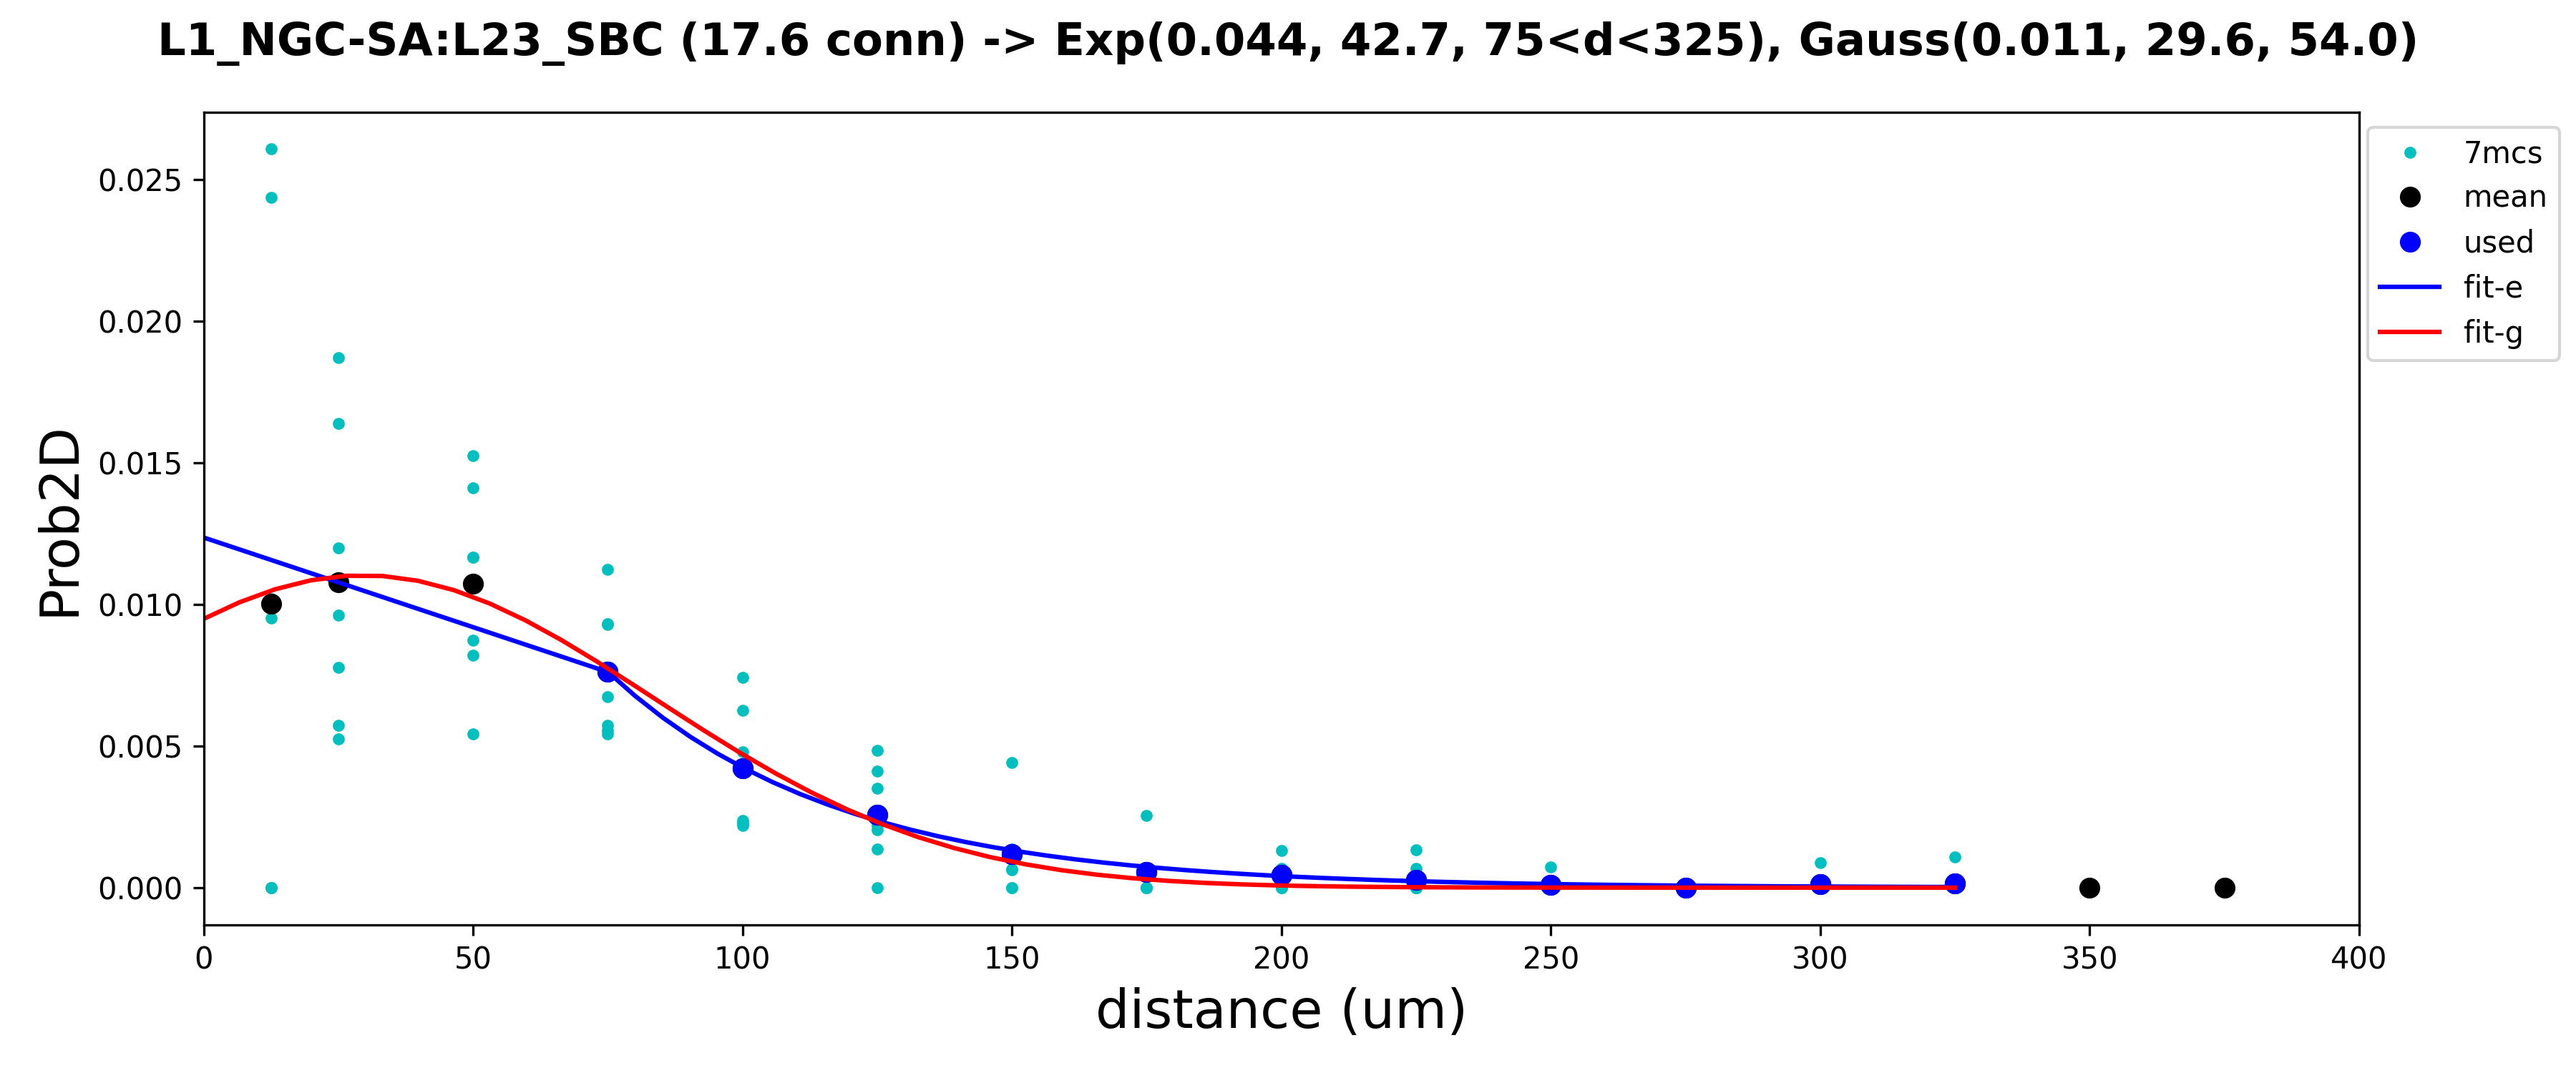 L1_NGC-SA:L23_SBC (17.6 conn) -> Exp(0.044, 42.7, 75<d<325), Gauss(0.011, 29.6, 54.0)
7mcs
mean
used
fit-e
fit-g
Prob2D
0.025
0.020
0.015
0.010
0.005
0.000
0 50 100 150 200 250 300 350 400
distance (um)